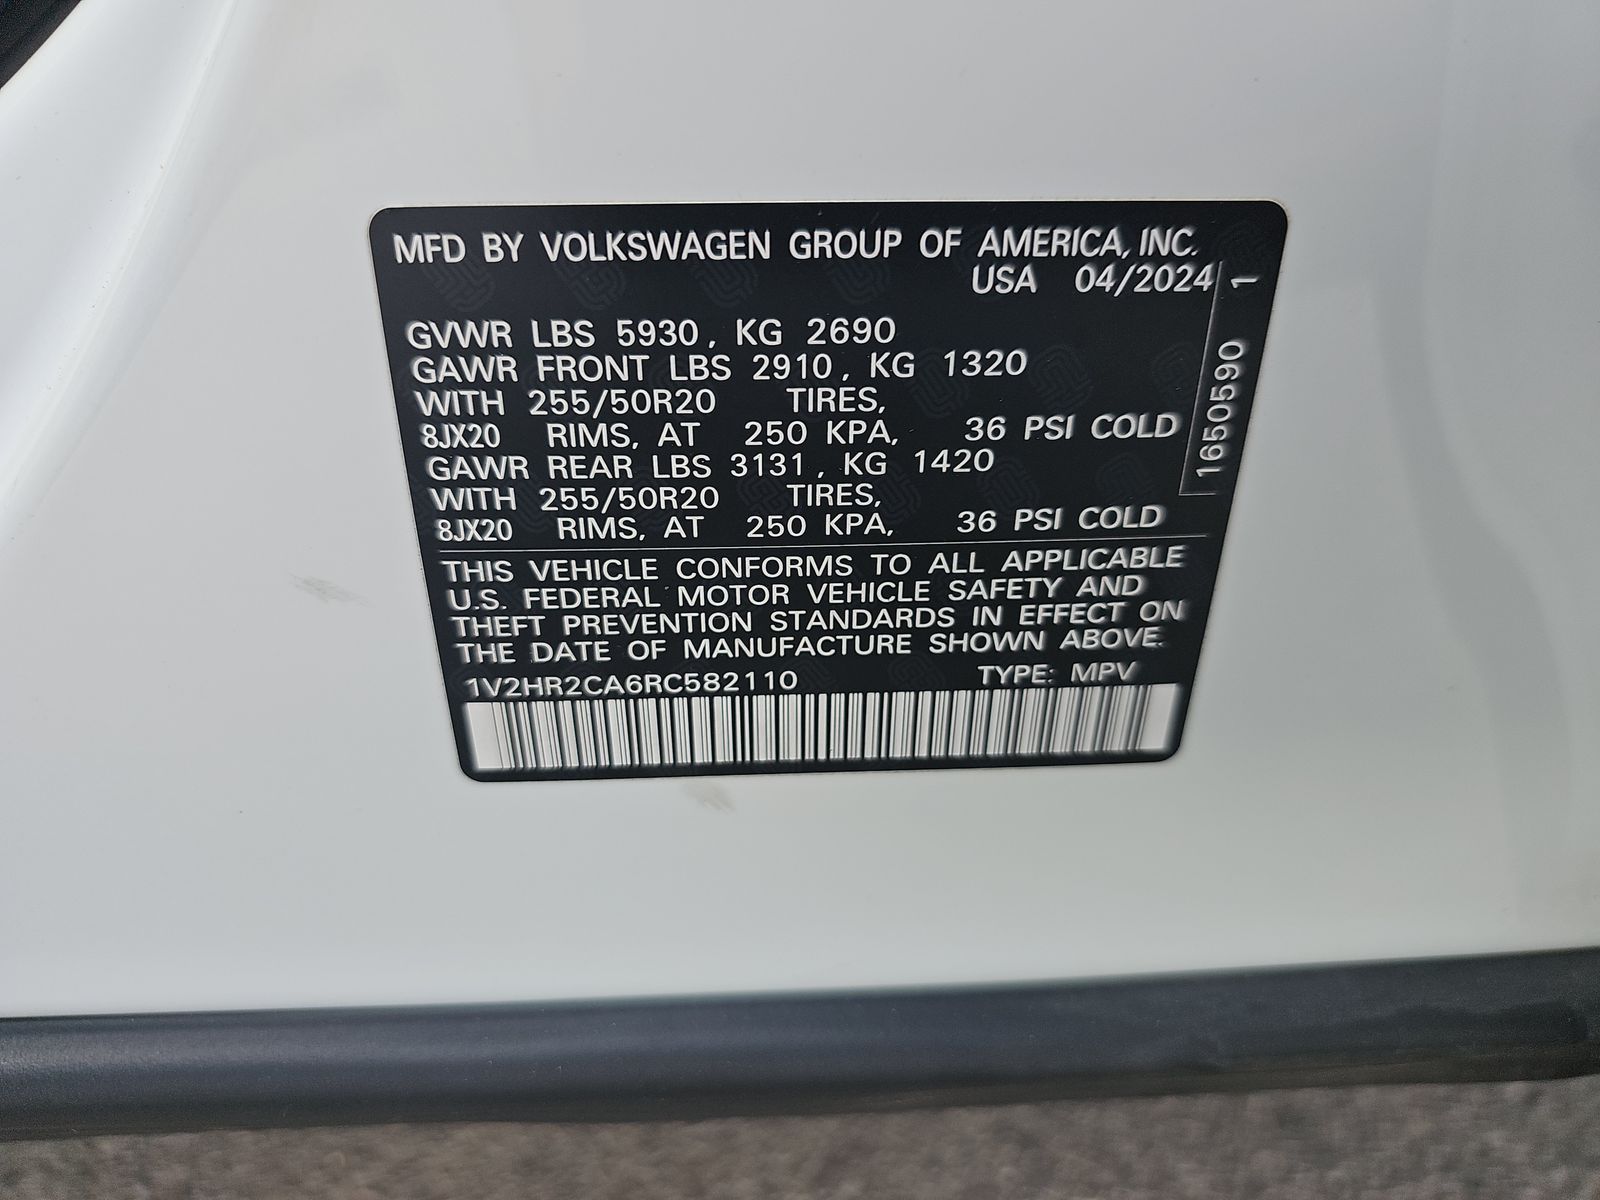 MFD BY VOLKSWAGEN GROUP OF AMERICA, INC.
USA 04/2024
GVWR LBS 5930, KG 2690
GAWR FRONT LBS 2910, KG 1320
WITH 255/50R20 TIRES,
8JX20 RIMS, AT 250 KPA, 36 PSI COLD
GAWR REAR LBS 3131, KG 1420
WITH 255/50R20 TIRES,
8JX20 RIMS, AT 250 KPA, 36 PSI COLD
THIS VEHICLE CONFORMS TO ALL APPLICABLE
U.S. FEDERAL MOTOR VEHICLE SAFETY AND
THEFT PREVENTION STANDARDS IN EFFECT ON
THE DATE OF MANUFACTURE SHOWN ABOVE.
1V2HR2CA6RC582110 TYPE: MPV
1650590 1